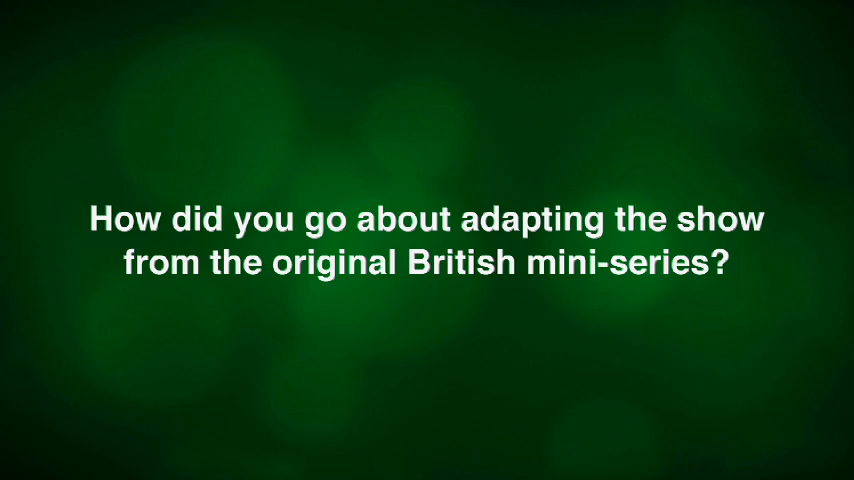 How did you go about adapting the show
from the original British mini-series?